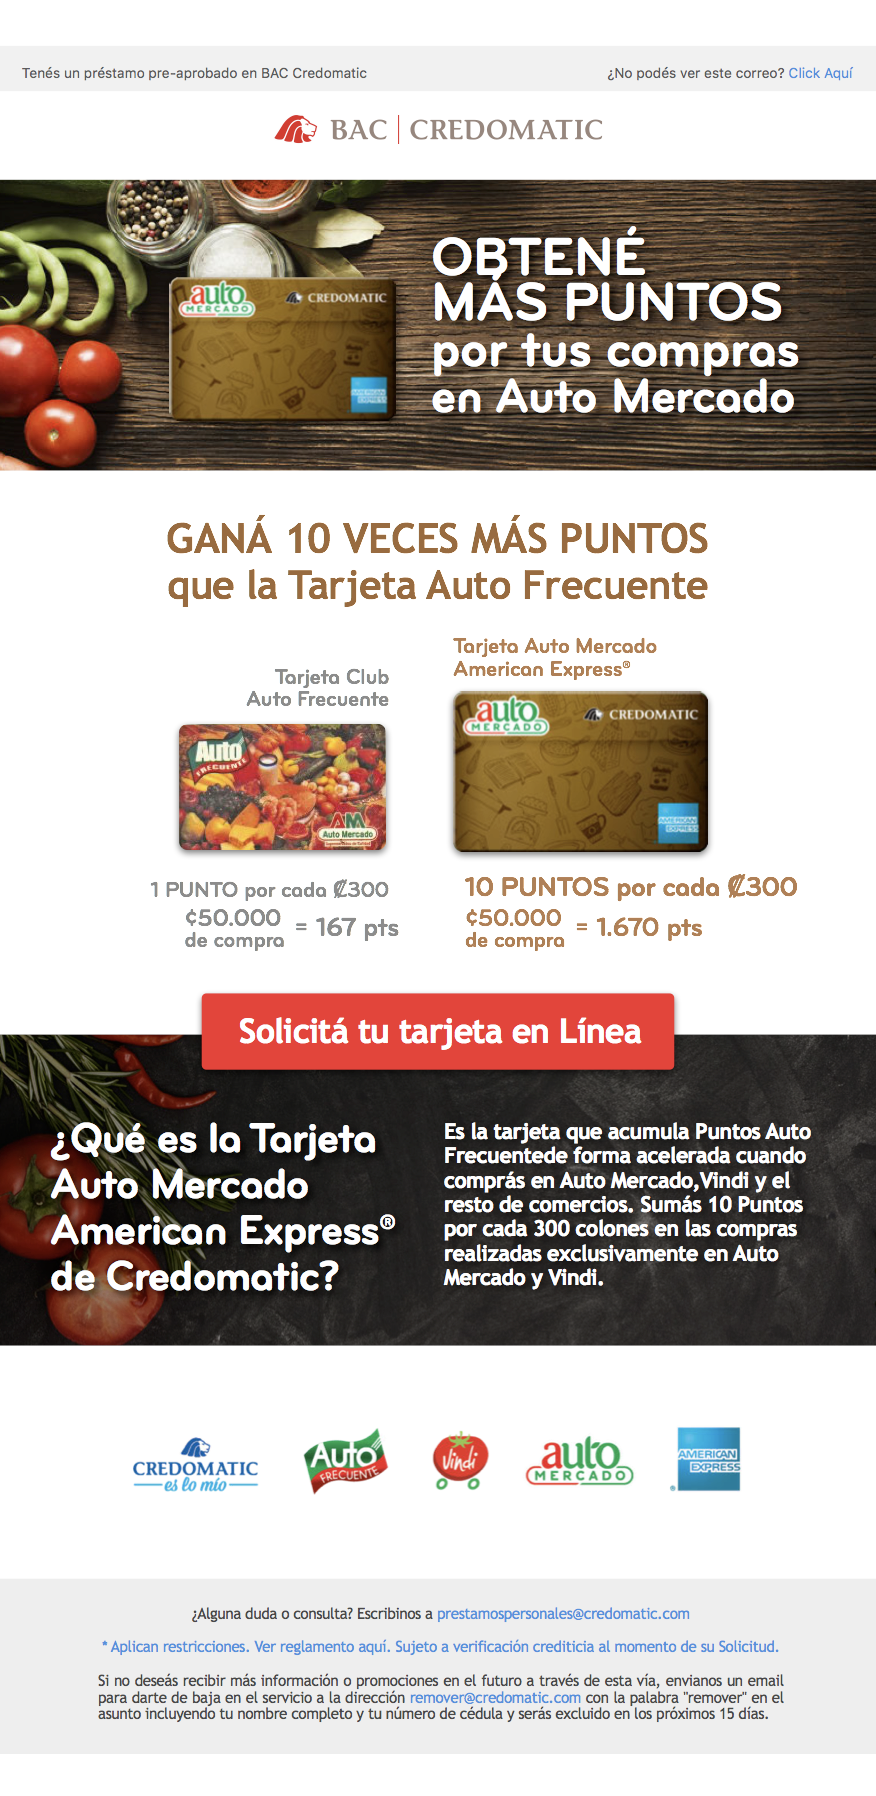 Tenés un préstamo pre-aprobado en BAC Credomatic
¿No podés ver este correo? Click Aquí
BAC | CREDOMATIC
auto
MERCADO
CREDOMATIC
AMERICAN
EXPRESS
OBTENÉ
MÁS PUNTOS
por tus compras
en Auto Mercado
GANÁ 10 VECES MÁS PUNTOS
que la Tarjeta Auto Frecuente
Tarjeta Club
Auto Frecuente
Auto
FRECUENTE
AM
Auto Mercado
1 PUNTO por cada ₡300
¢50.000
de compra
= 167 pts
Tarjeta Auto Mercado
American Express®
auto
MERCADO
CREDOMATIC
AMERICAN
EXPRESS
10 PUNTOS por cada ₡300
¢50.000
de compra
= 1.670 pts
Solicitá tu tarjeta en Línea
¿Qué es la Tarjeta
Auto Mercado
American Express®
de Credomatic?
Es la tarjeta que acumula Puntos Auto
Frecuentede forma acelerada cuando
comprás en Auto Mercado,Vindi y el
resto de comercios. Sumás 10 Puntos
por cada 300 colones en las compras
realizadas exclusivamente en Auto
Mercado y Vindi.
CREDOMATIC
es lo mío
Auto
FRECUENTE
Vindi
auto
MERCADO
AMERICAN
EXPRESS
®
¿Alguna duda o consulta? Escribinos a prestamospersonales@credomatic.com
* Aplican restricciones. Ver reglamento aquí. Sujeto a verificación crediticia al momento de su Solicitud.
Si no deseás recibir más información o promociones en el futuro a través de esta vía, envianos un email
para darte de baja en el servicio a la dirección remover@credomatic.com con la palabra "remover" en el
asunto incluyendo tu nombre completo y tu número de cédula y serás excluido en los próximos 15 días.